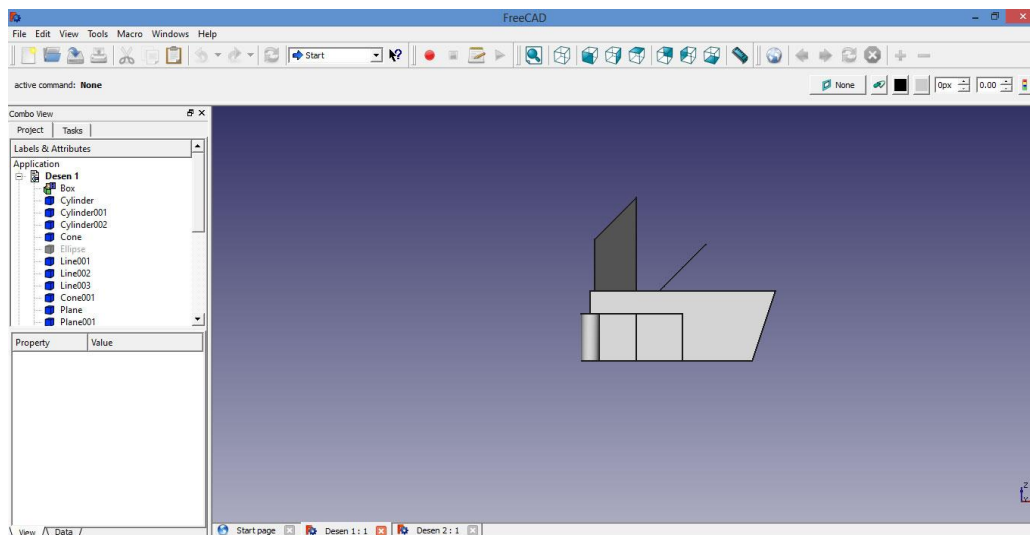 FreeCAD
File Edit View Tools Macro Windows Help
Start
active command: None
None 0px 0.00
Combo View
Project Tasks
Labels & Attributes
Application
Desen 1
Box
Cylinder
Cylinder001
Cylinder002
Cone
Ellipse
Line001
Line002
Line003
Cone001
Plane
Plane001
Property Value
Z
Y
View Data
Start page Desen 1 : 1 Desen 2 : 1